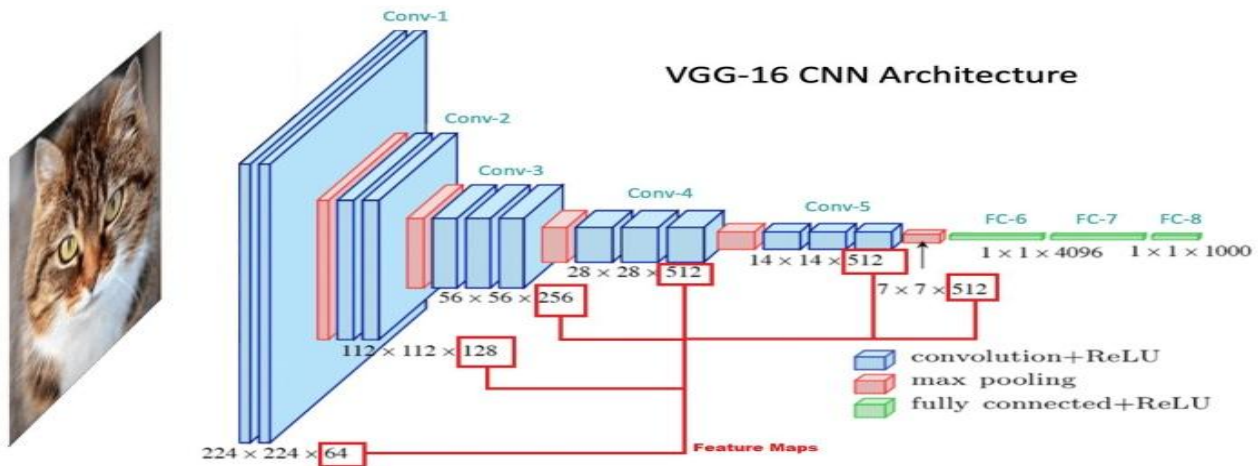 Conv-1
VGG-16 CNN Architecture
Conv-2
Conv-3
Conv-4
Conv-5
FC-6
FC-7
FC-8
1 × 1 × 4096
1 × 1 × 1000
14 × 14 × 512
28 × 28 × 512
7 × 7 × 512
56 × 56 × 256
112 × 112 × 128
convolution+ReLU
max pooling
fully connected+ReLU
Feature Maps
224 × 224 × 64